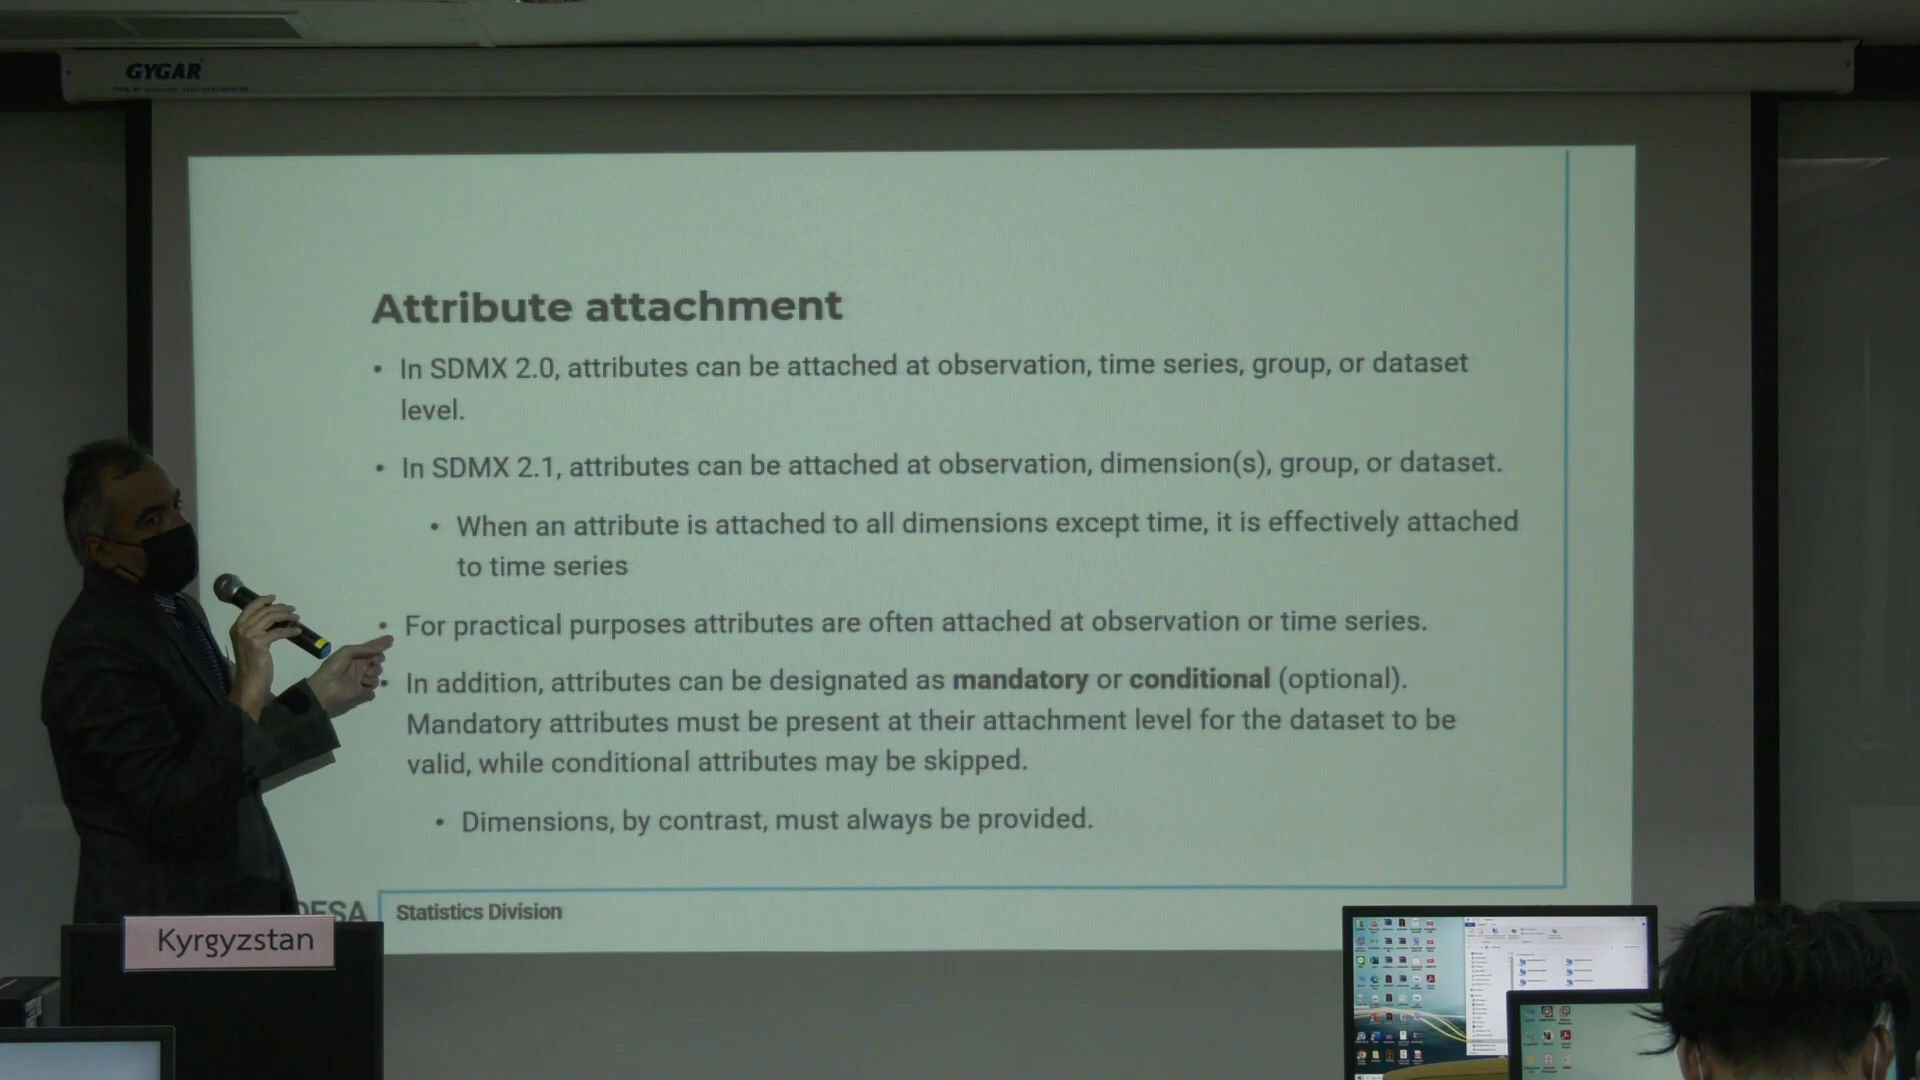 GYGAR
Attribute attachment
• In SDMX 2.0, attributes can be attached at observation, time series, group, or dataset
level.
• In SDMX 2.1, attributes can be attached at observation, dimension(s), group, or dataset.
• When an attribute is attached to all dimensions except time, it is effectively attached
to time series
• For practical purposes attributes are often attached at observation or time series.
• In addition, attributes can be designated as mandatory or conditional (optional).
Mandatory attributes must be present at their attachment level for the dataset to be
valid, while conditional attributes may be skipped.
• Dimensions, by contrast, must always be provided.
DESA Statistics Division
Kyrgyzstan